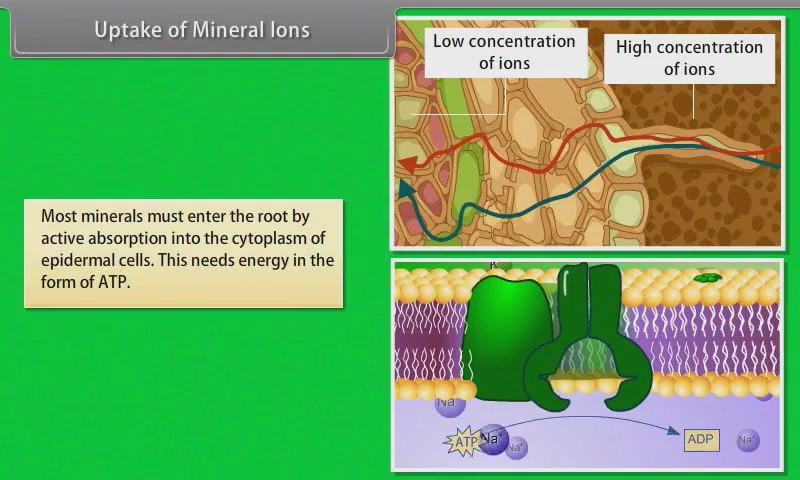 Uptake of Mineral Ions
Low concentration
of ions
High concentration
of ions
Most minerals must enter the root by
active absorption into the cytoplasm of
epidermal cells. This needs energy in the
form of ATP.
K
Na
ATP
Na⁺
Na⁺
ADP
Na⁺